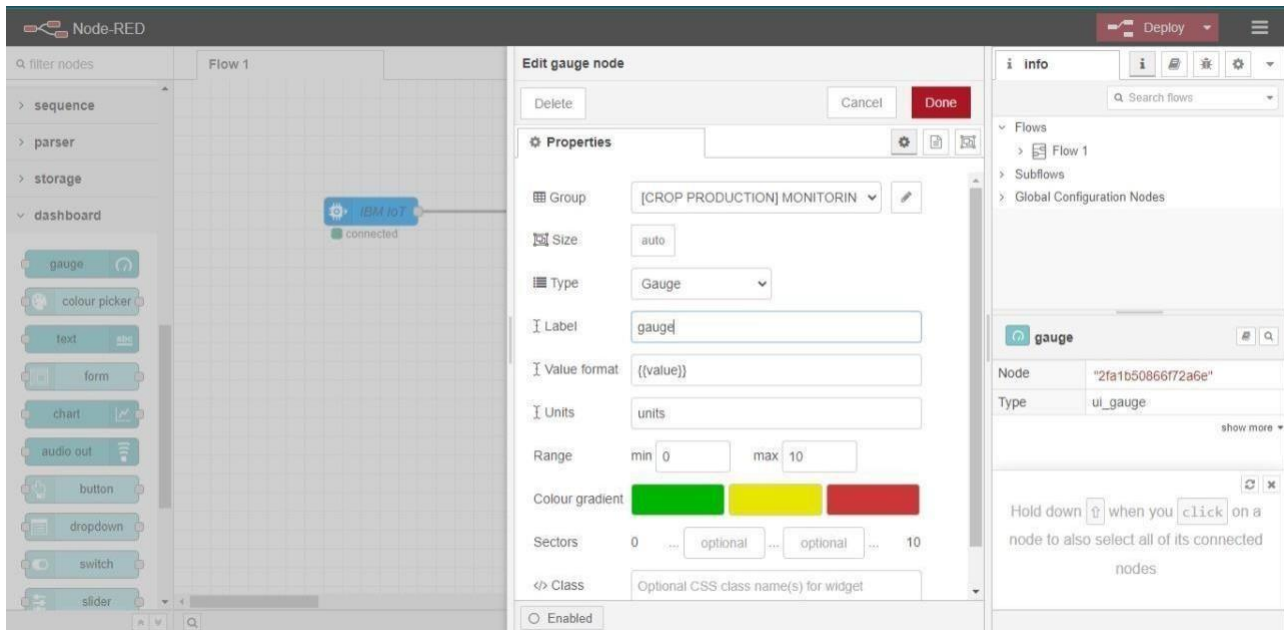 Node-RED
Deploy
filter nodes
sequence
parser
storage
dashboard
gauge
colour picker
text
abc
form
chart
audio out
button
dropdown
switch
slider
Flow 1
IBM IoT
connected
Edit gauge node
Delete
Cancel
Done
Properties
Group
[CROP PRODUCTION] MONITORIN
Size
auto
Type
Gauge
Label
gauge
Value format
{{value}}
Units
units
Range
min 0
max 10
Colour gradient
Sectors
0 ... optional ... optional ... 10
</> Class
Optional CSS class name(s) for widget
Enabled
i info
i
Search flows
Flows
Flow 1
Subflows
Global Configuration Nodes
gauge
Node "2fa1b50866f72a6e"
Type ui_gauge
show more
Hold down ⇧ when you click on a
node to also select all of its connected
nodes